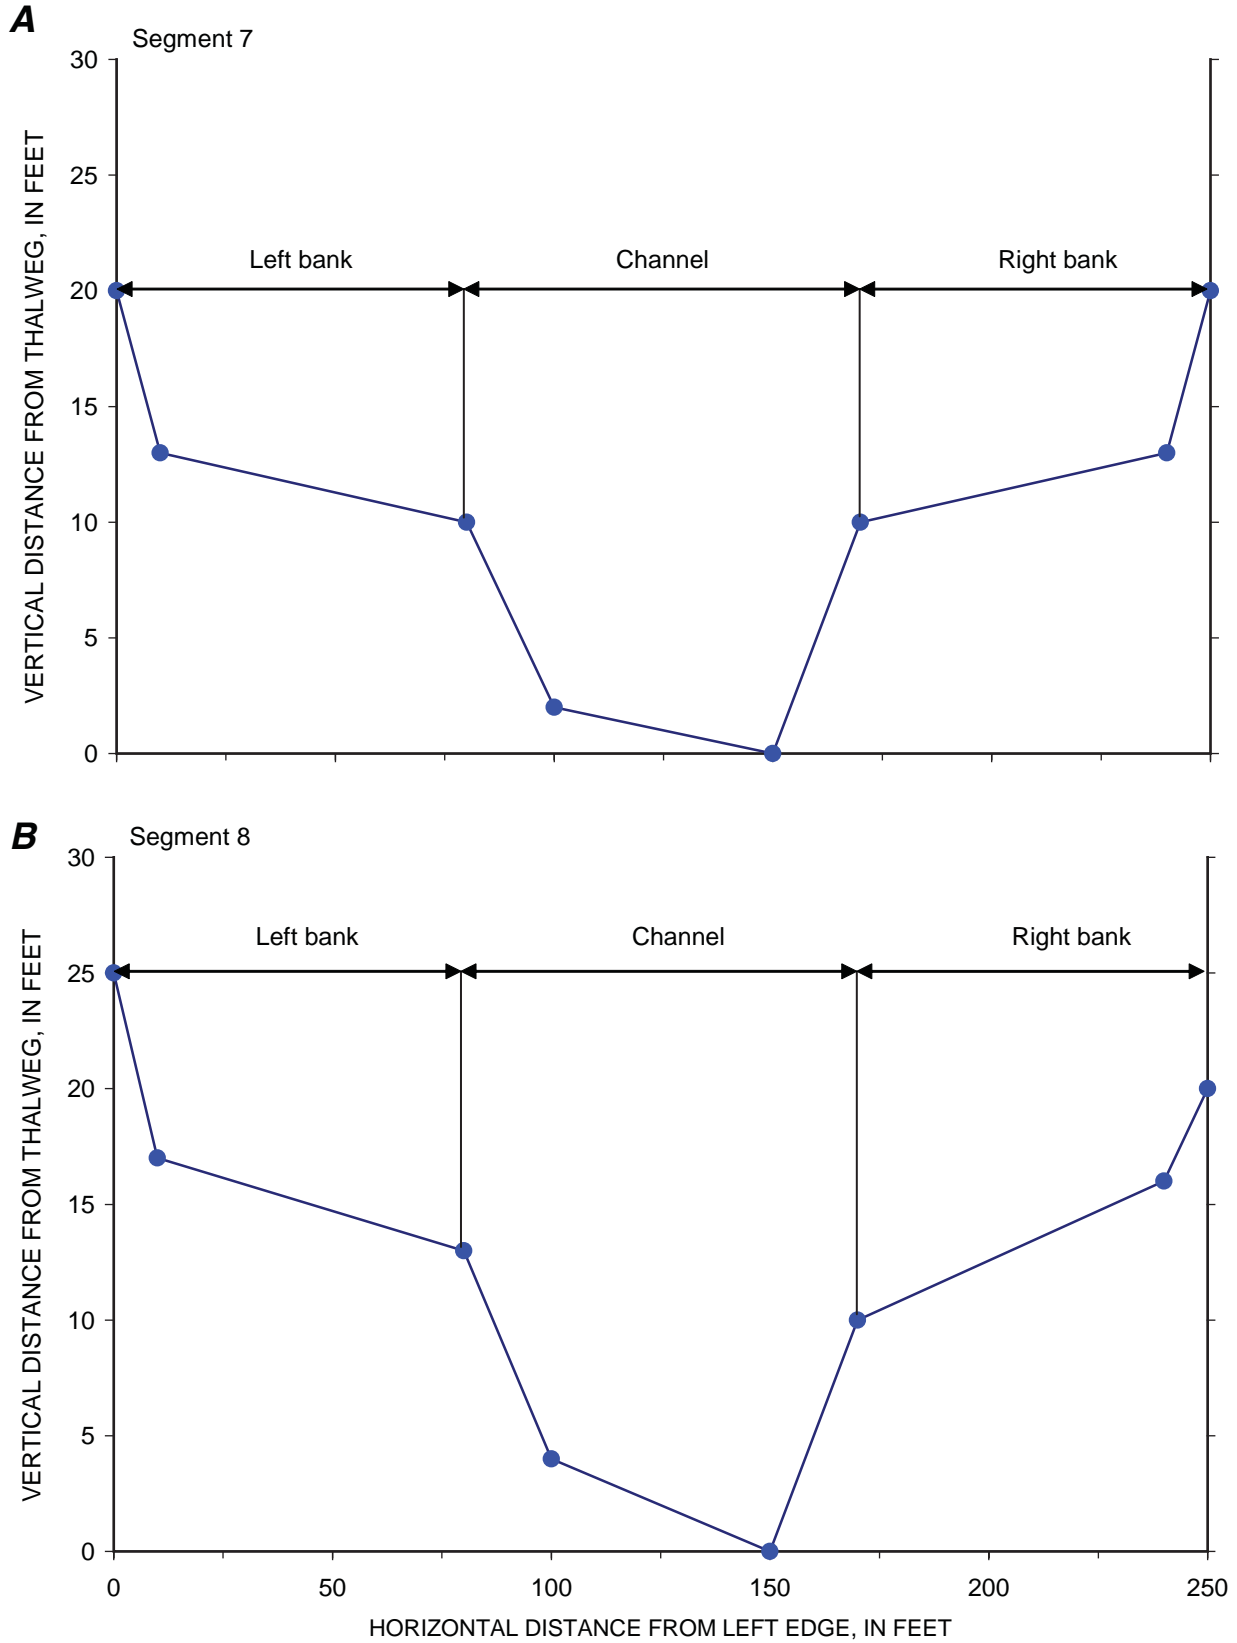 A
Segment 7
30
25
20
15
10
5
0
VERTICAL DISTANCE FROM THALWEG, IN FEET
Left bank
Channel
Right bank
B
Segment 8
30
25
20
15
10
5
0
VERTICAL DISTANCE FROM THALWEG, IN FEET
Left bank
Channel
Right bank
0 50 100 150 200 250
HORIZONTAL DISTANCE FROM LEFT EDGE, IN FEET